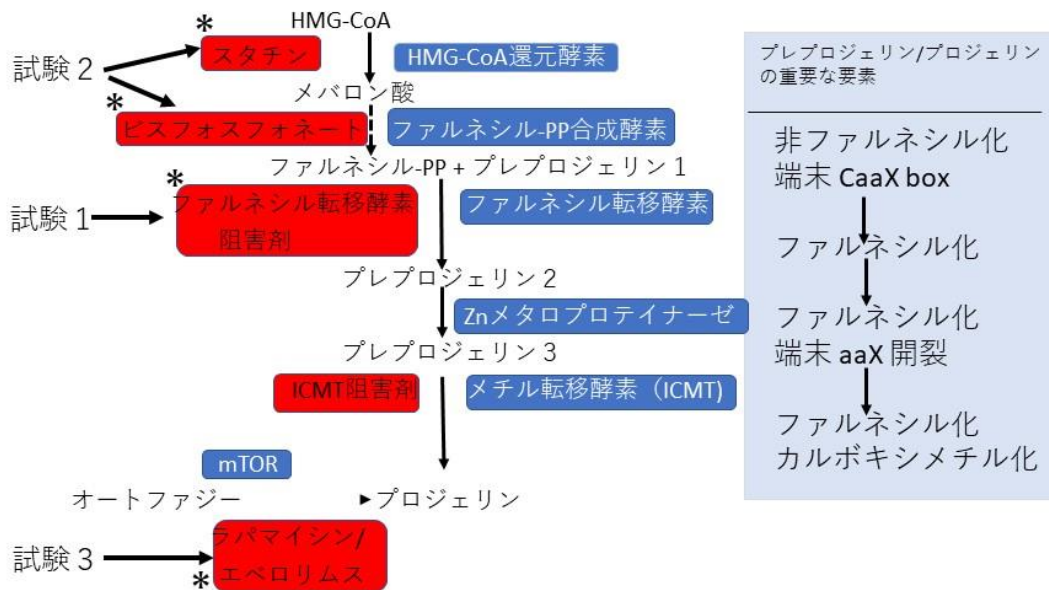 HMG-CoA
*
スタチン
試験２
HMG-CoA還元酵素
メバロン酸
*
ビスフォスフォネート
ファルネシル-PP合成酵素
ファルネシル-PP + プレプロジェリン１
*
試験１
ファルネシル転移酵素
阻害剤
ファルネシル転移酵素
プレプロジェリン２
Znメタロプロテイナーゼ
プレプロジェリン３
ICMT阻害剤
メチル転移酵素（ICMT)
mTOR
オートファジー
プロジェリン
試験３
*
ラパマイシン/
エベロリムス
プレプロジェリン/プロジェリン
の重要な要素
非ファルネシル化
端末 CaaX box
ファルネシル化
ファルネシル化
端末 aaX 開裂
ファルネシル化
カルボキシメチル化